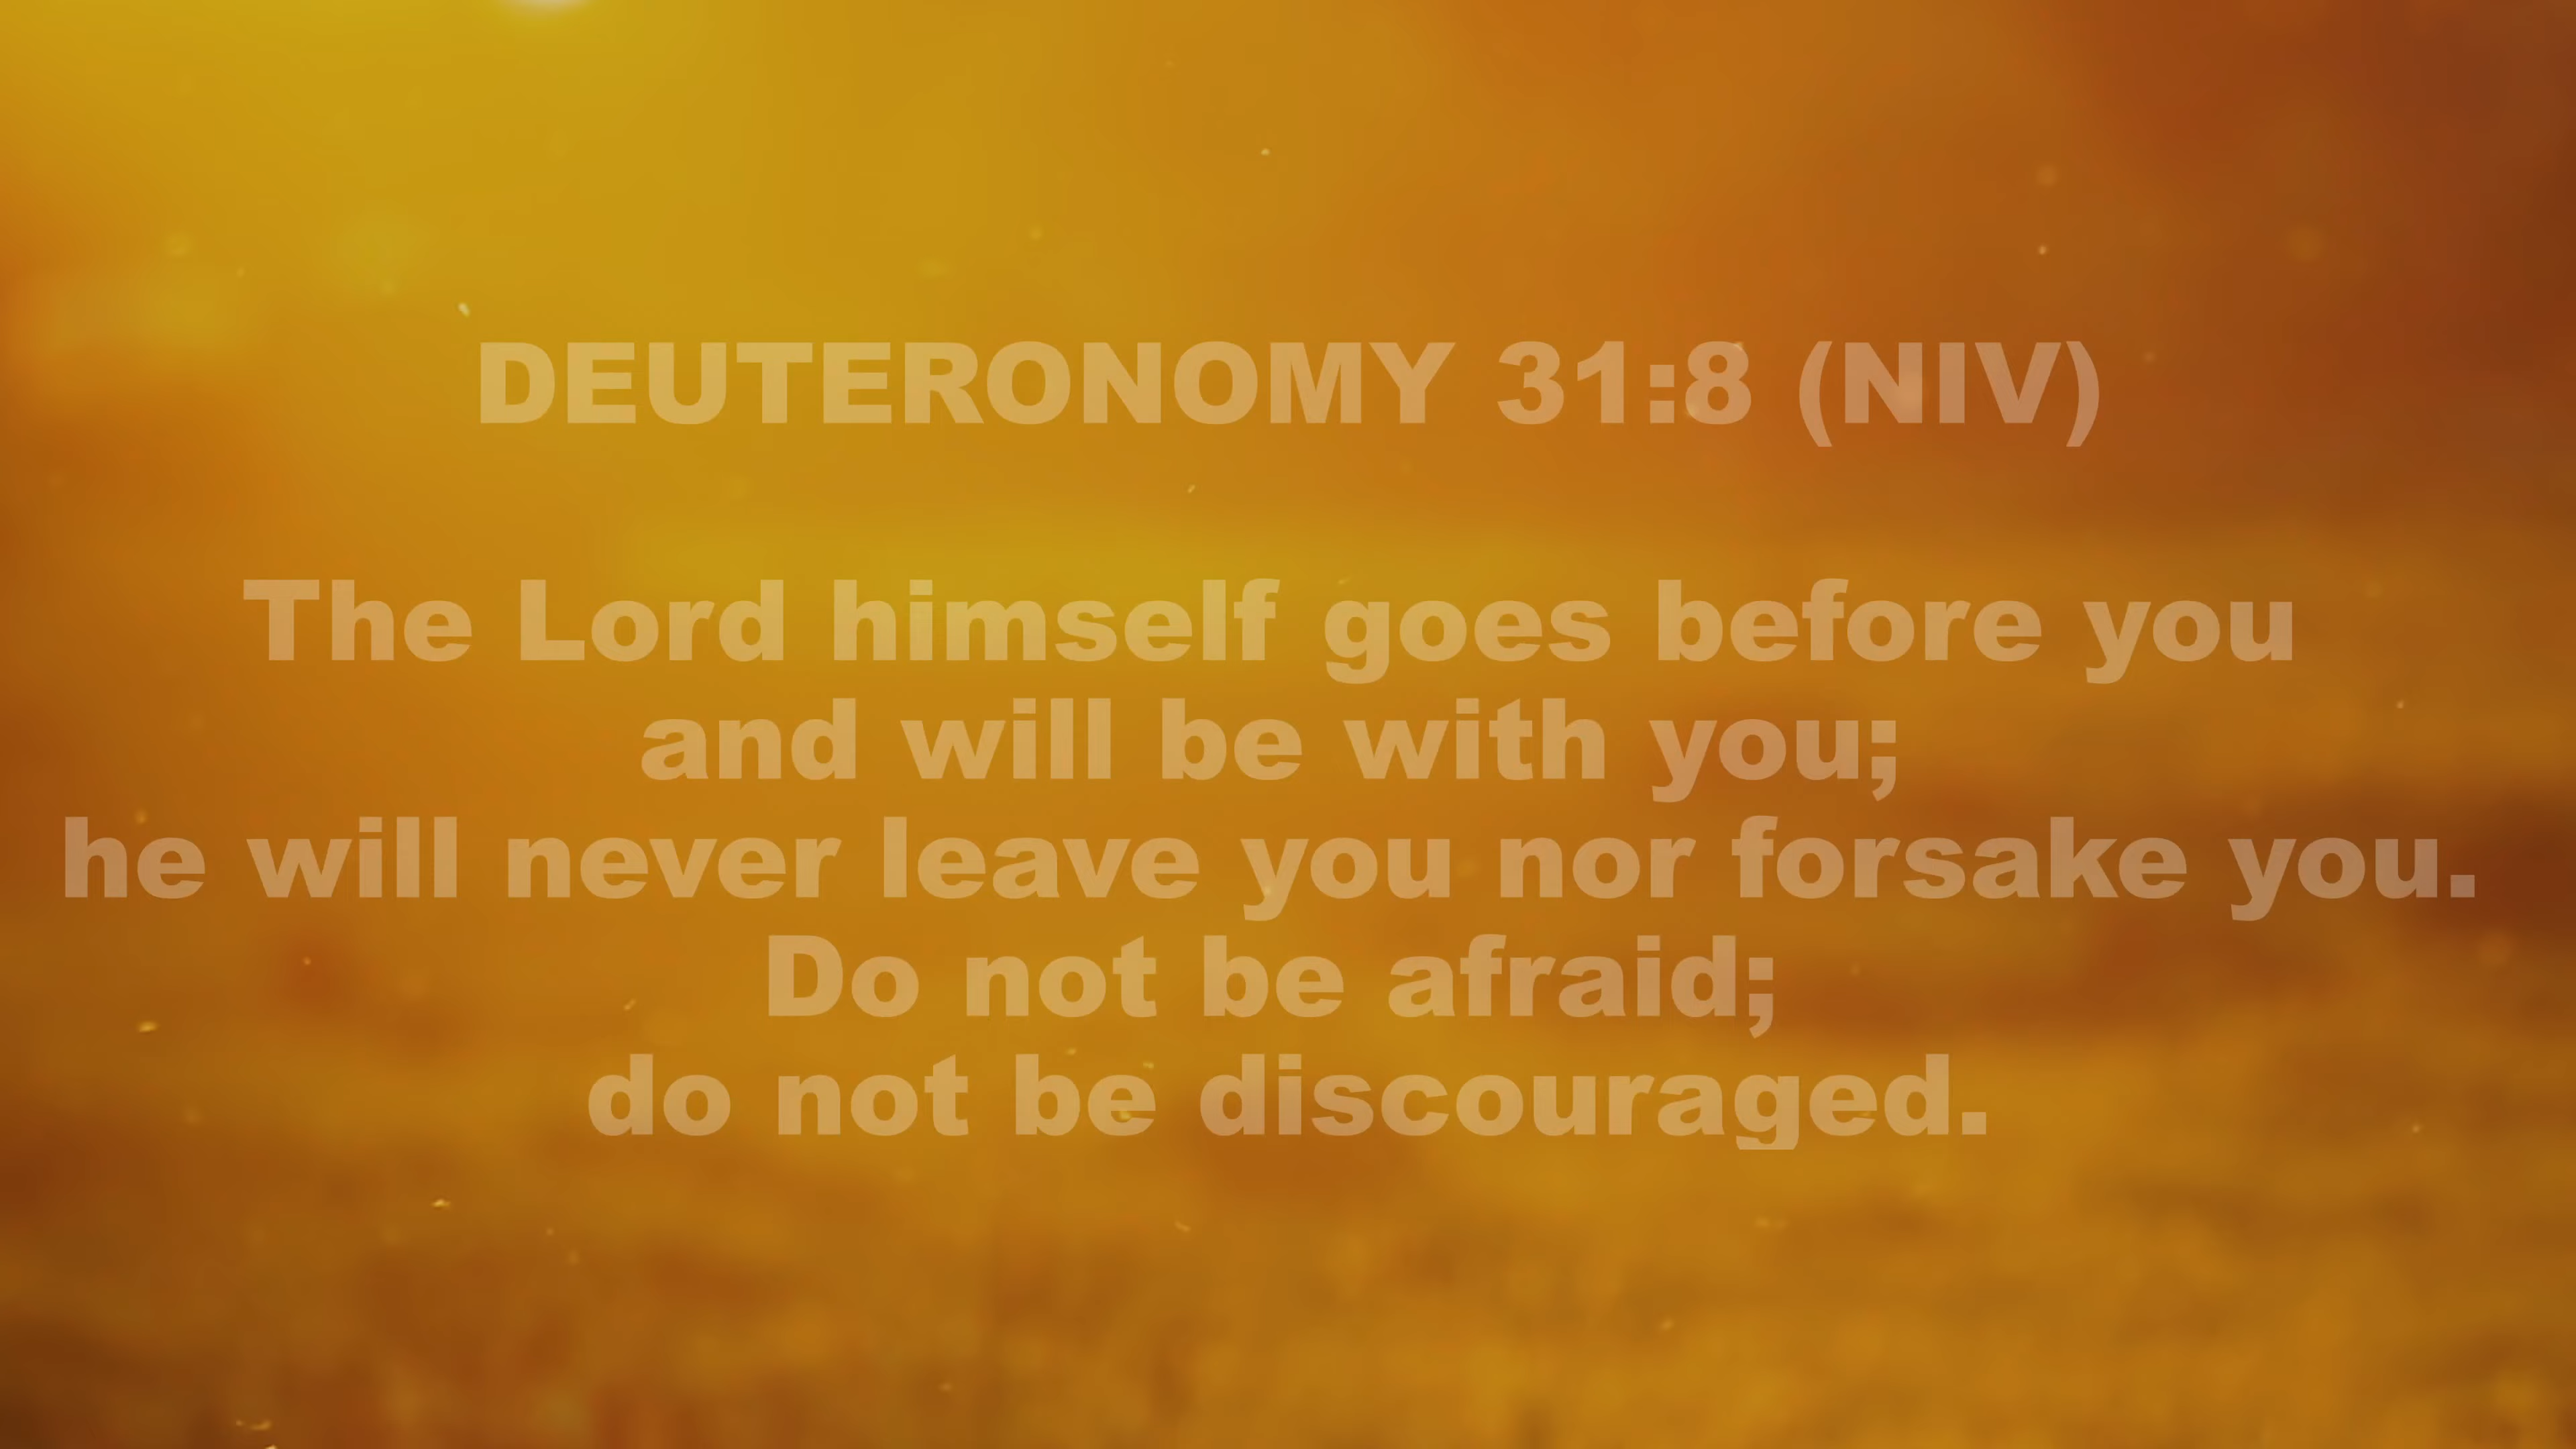 DEUTERONOMY 31:8 (NIV)
The Lord himself goes before you
and will be with you;
he will never leave you nor forsake you.
Do not be afraid;
do not be discouraged.